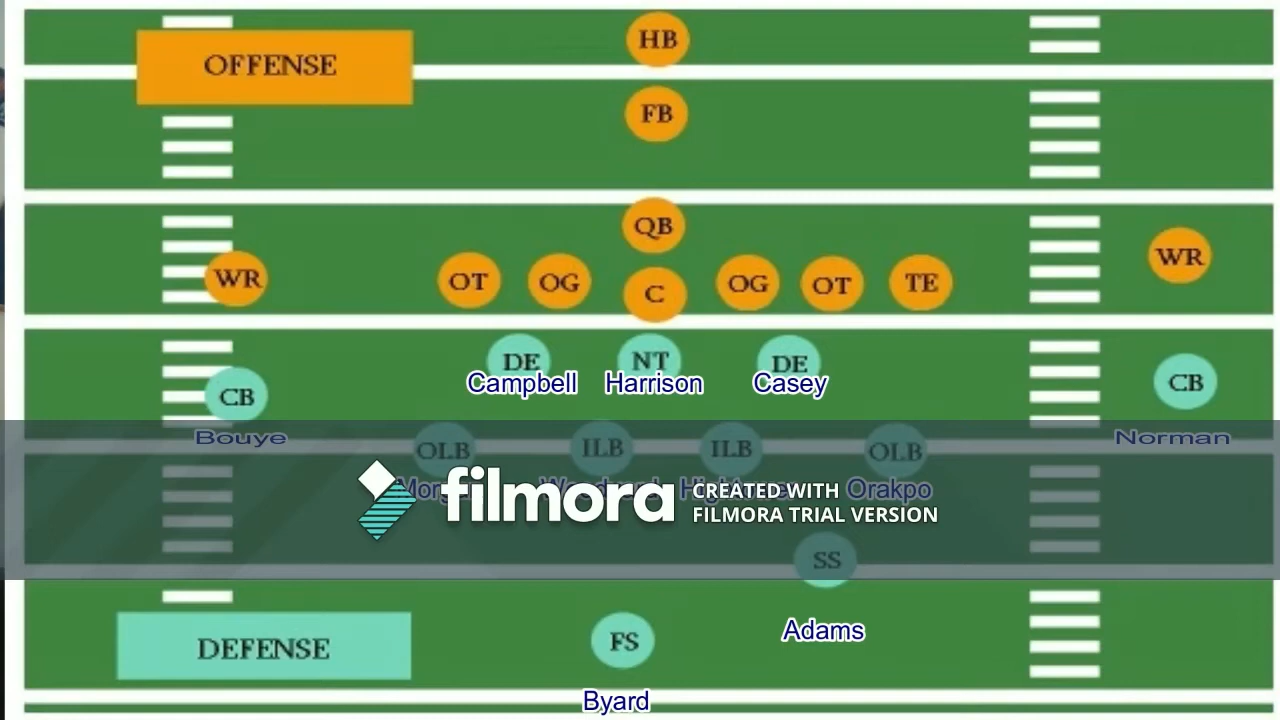 HB
OFFENSE
FB
QB
WR
WR
OT
OG
C
OG
OT
TE
DE
NT
DE
Campbell
Harrison
Casey
CB
CB
Bouye
Norman
OLB
ILB
ILB
OLB
Orakpo
filmora
CREATED WITH
FILMORA TRIAL VERSION
SS
Adams
DEFENSE
FS
Byard